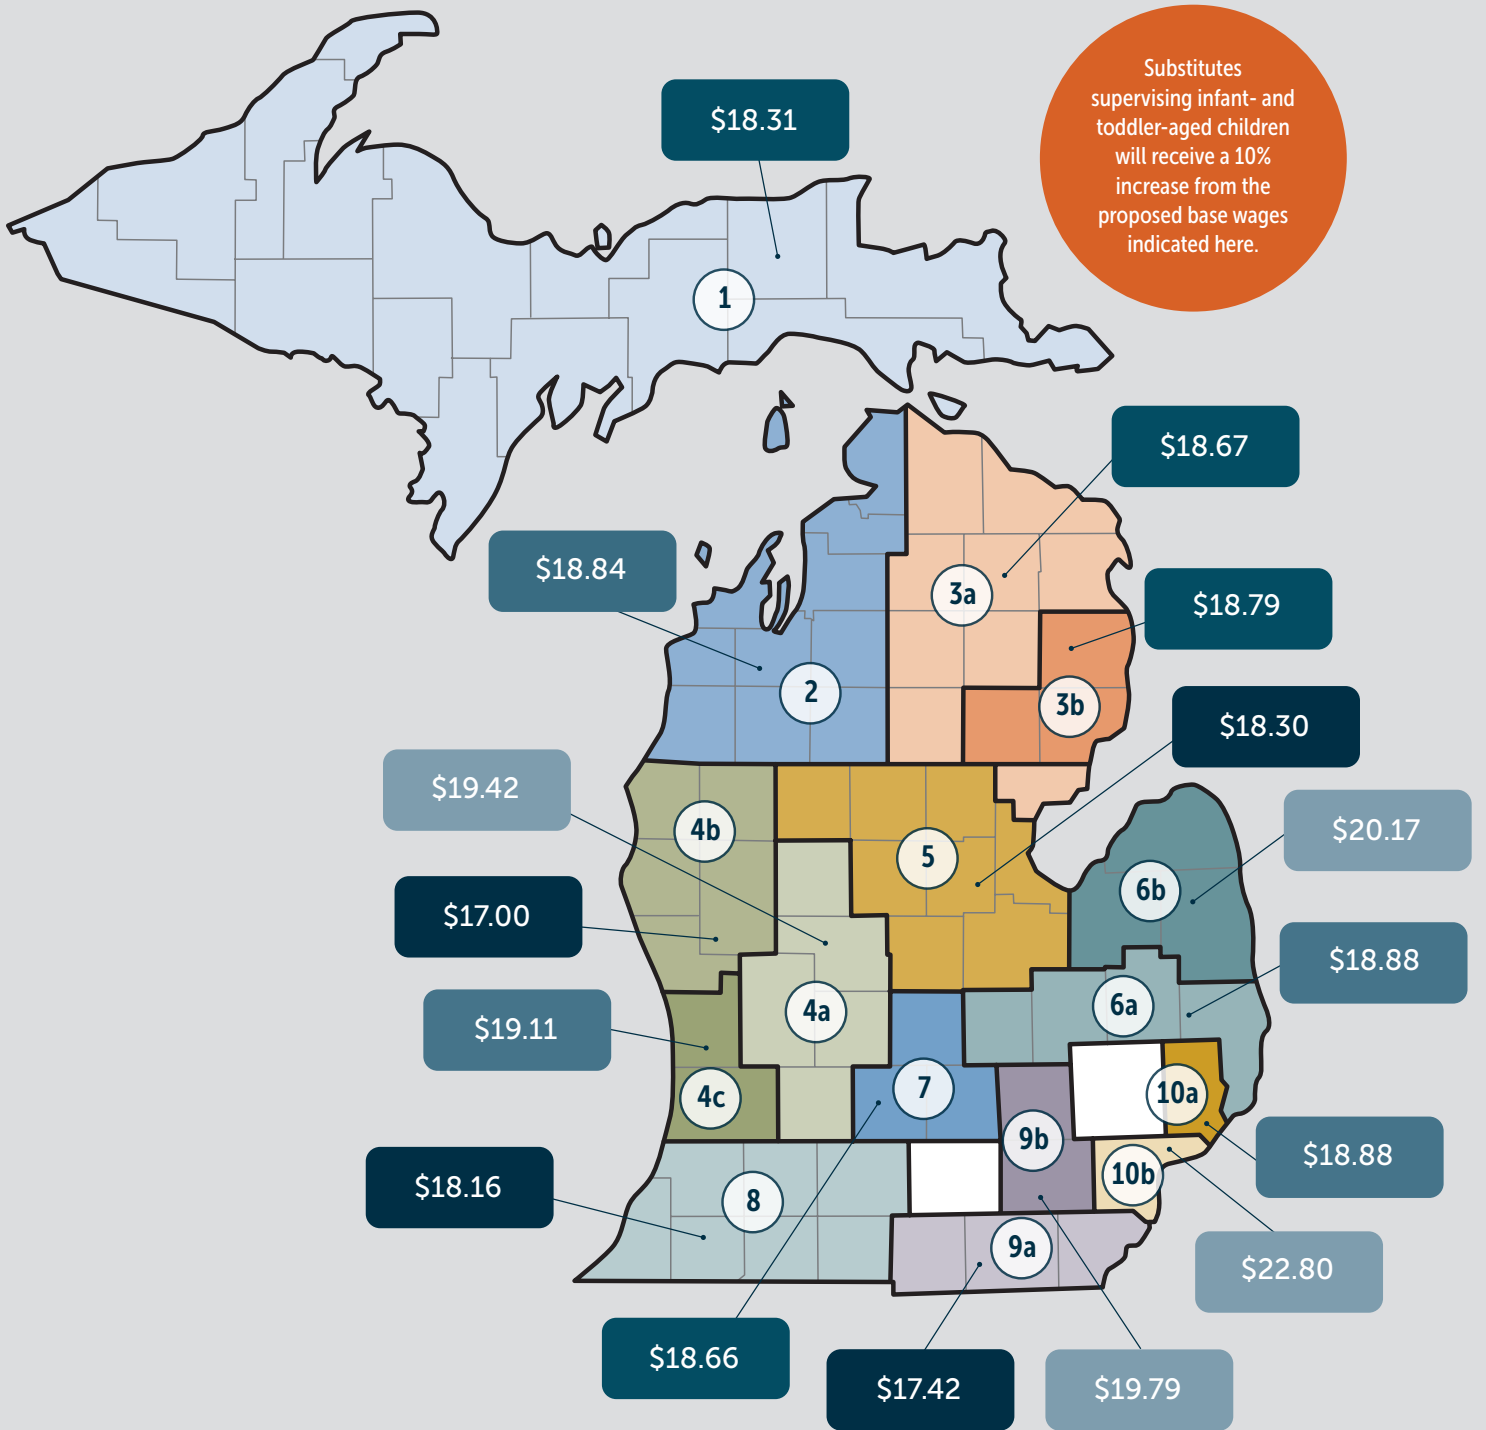 Substitutes
supervising infant- and
toddler-aged children
will receive a 10%
increase from the
proposed base wages
indicated here.
$18.31
1
$18.67
$18.84
3a
$18.79
2
3b
$18.30
$19.42
4b
5
$20.17
6b
$17.00
$18.88
4a
6a
$19.11
7
10a
4c
9b
$18.88
10b
$18.16
8
9a
$22.80
$18.66
$17.42
$19.79